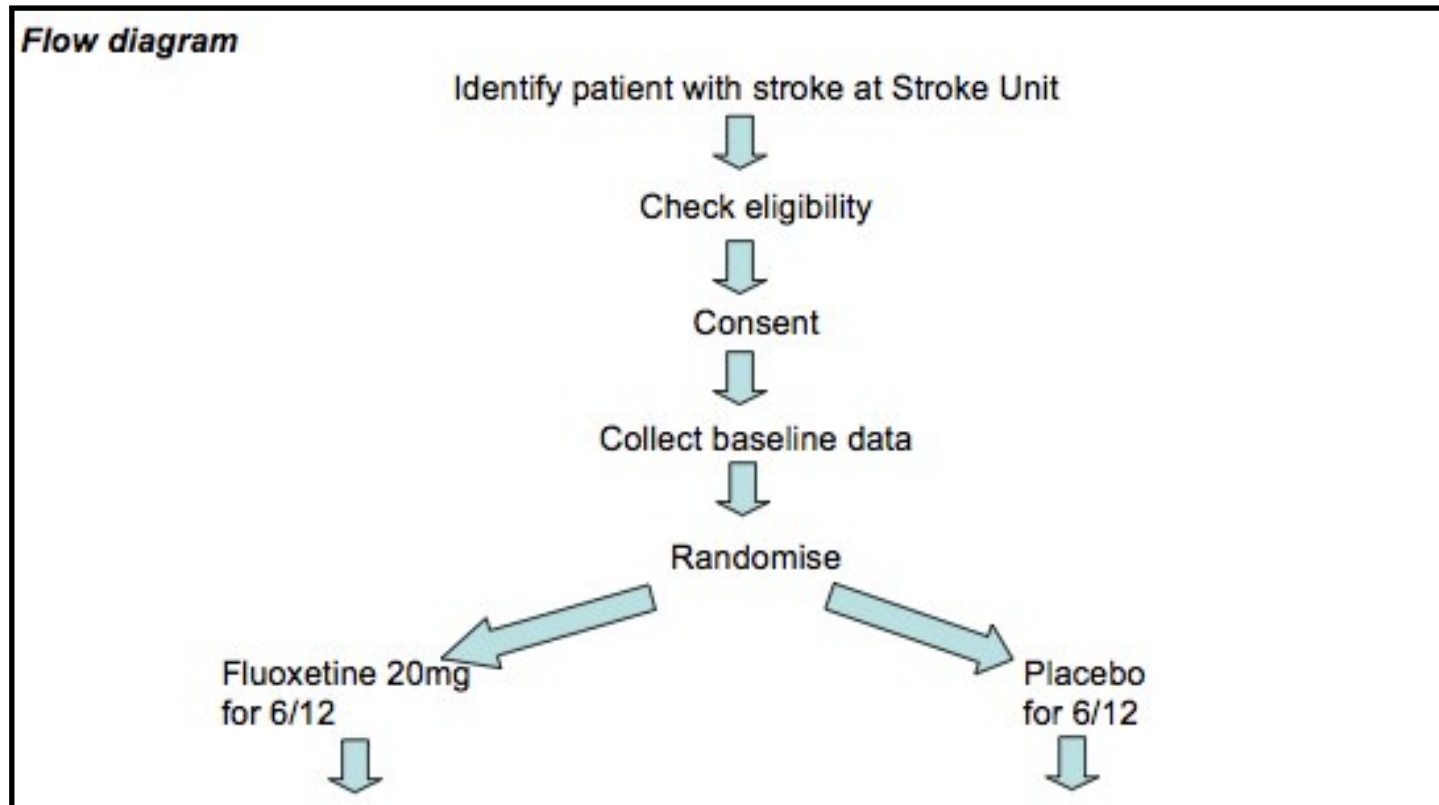 Flow diagram
Identify patient with stroke at Stroke Unit
Check eligibility
Consent
Collect baseline data
Randomise
Fluoxetine 20mg
for 6/12
Placebo
for 6/12